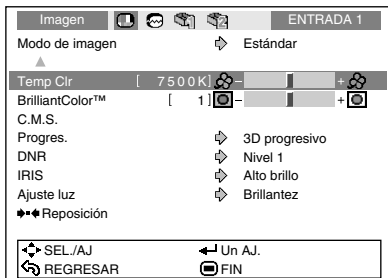 Imagen ENTRADA 1
Modo de imagen Estándar
Temp Clr [ 7500K] – +
BrilliantColor™ [ 1] – +
C.M.S.
Progres. 3D progresivo
DNR Nivel 1
IRIS Alto brillo
Ajuste luz Brillantez
Reposición
SEL./AJ Un AJ.
REGRESAR FIN